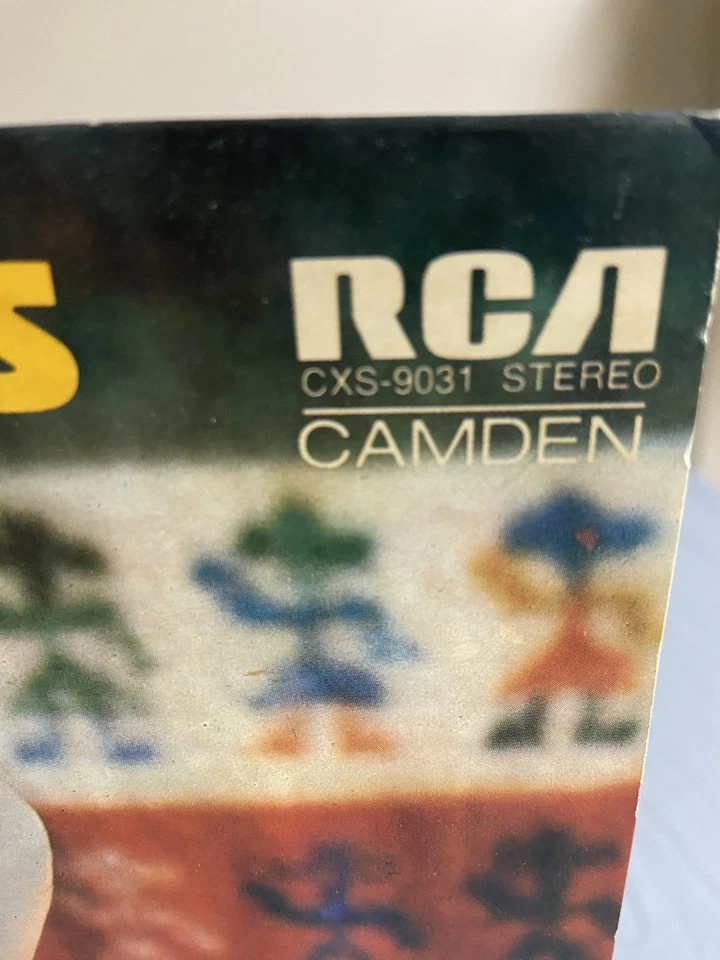 S
RCA
CXS-9031 STEREO
CAMDEN